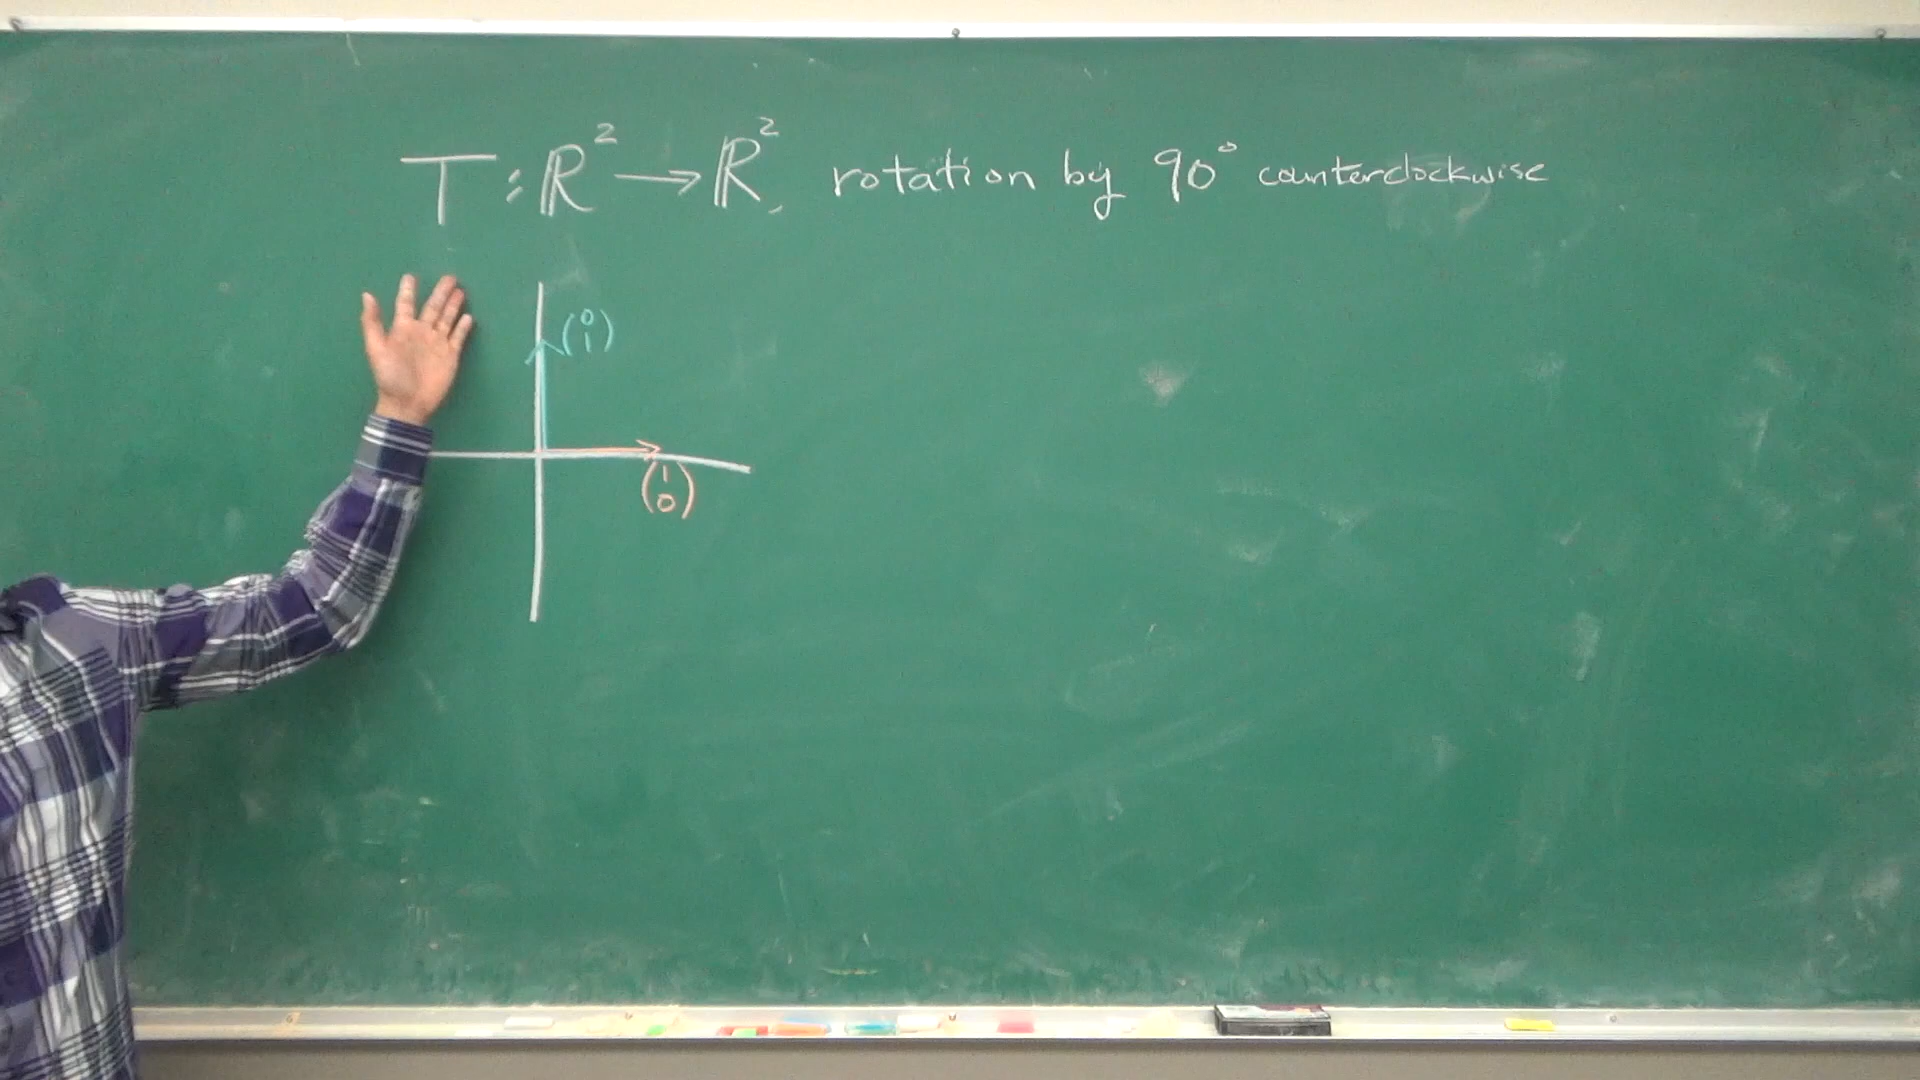 T : ℝ² → ℝ², rotation by 90° counterclockwise
(0
1)
(1
0)